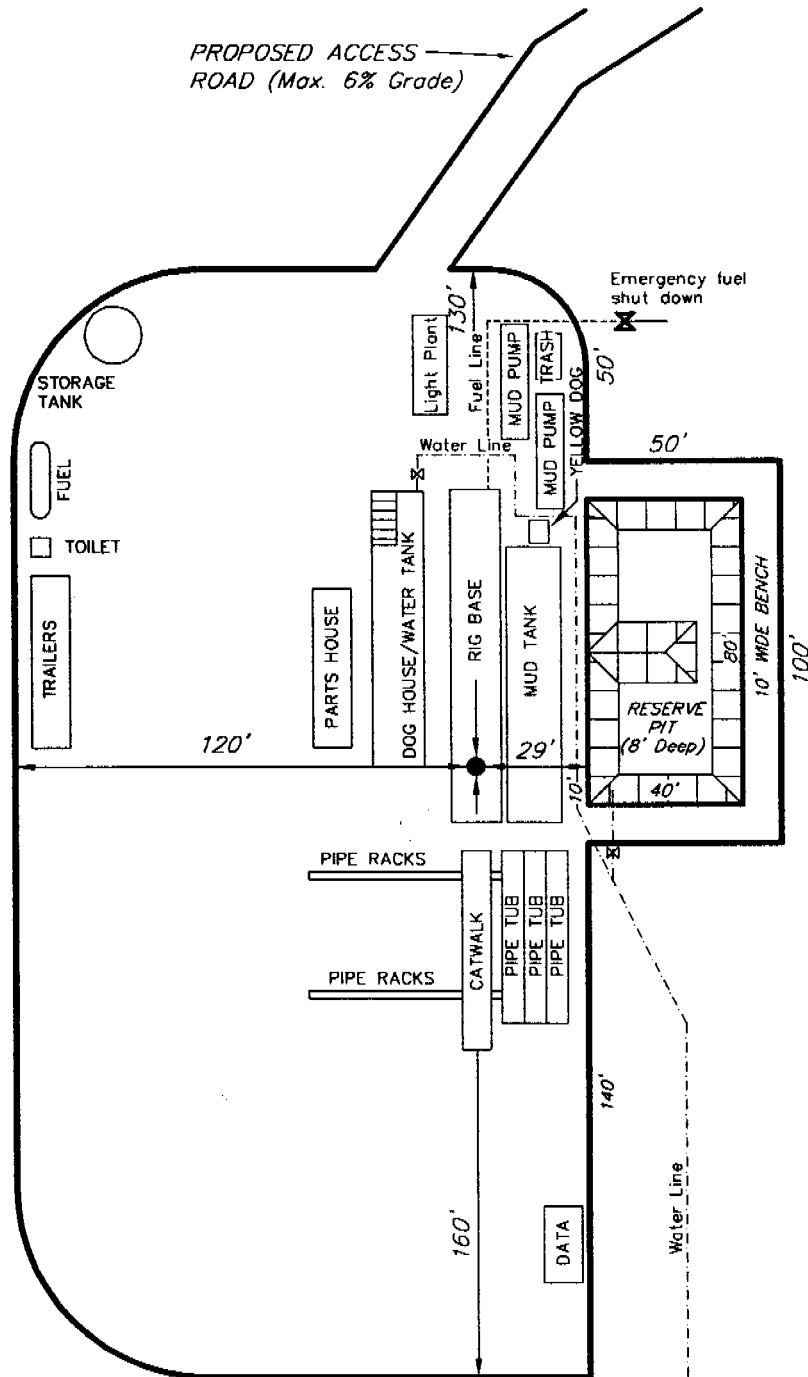 PROPOSED ACCESS
ROAD (Max. 6% Grade)
Emergency fuel
shut down
130'
Light Plant
Fuel Line
MUD PUMP
TRASH
50'
STORAGE
TANK
MUD PUMP
YELLOW DOG
Water Line
50'
FUEL
TOILET
TRAILERS
PARTS HOUSE
DOG HOUSE/WATER TANK
RIG BASE
MUD TANK
80'
10' WIDE BENCH
100'
RESERVE
PIT
(8' Deep)
120'
29'
10'
40'
PIPE RACKS
CATWALK
PIPE TUB
PIPE TUB
PIPE TUB
PIPE RACKS
140'
160'
DATA
Water Line